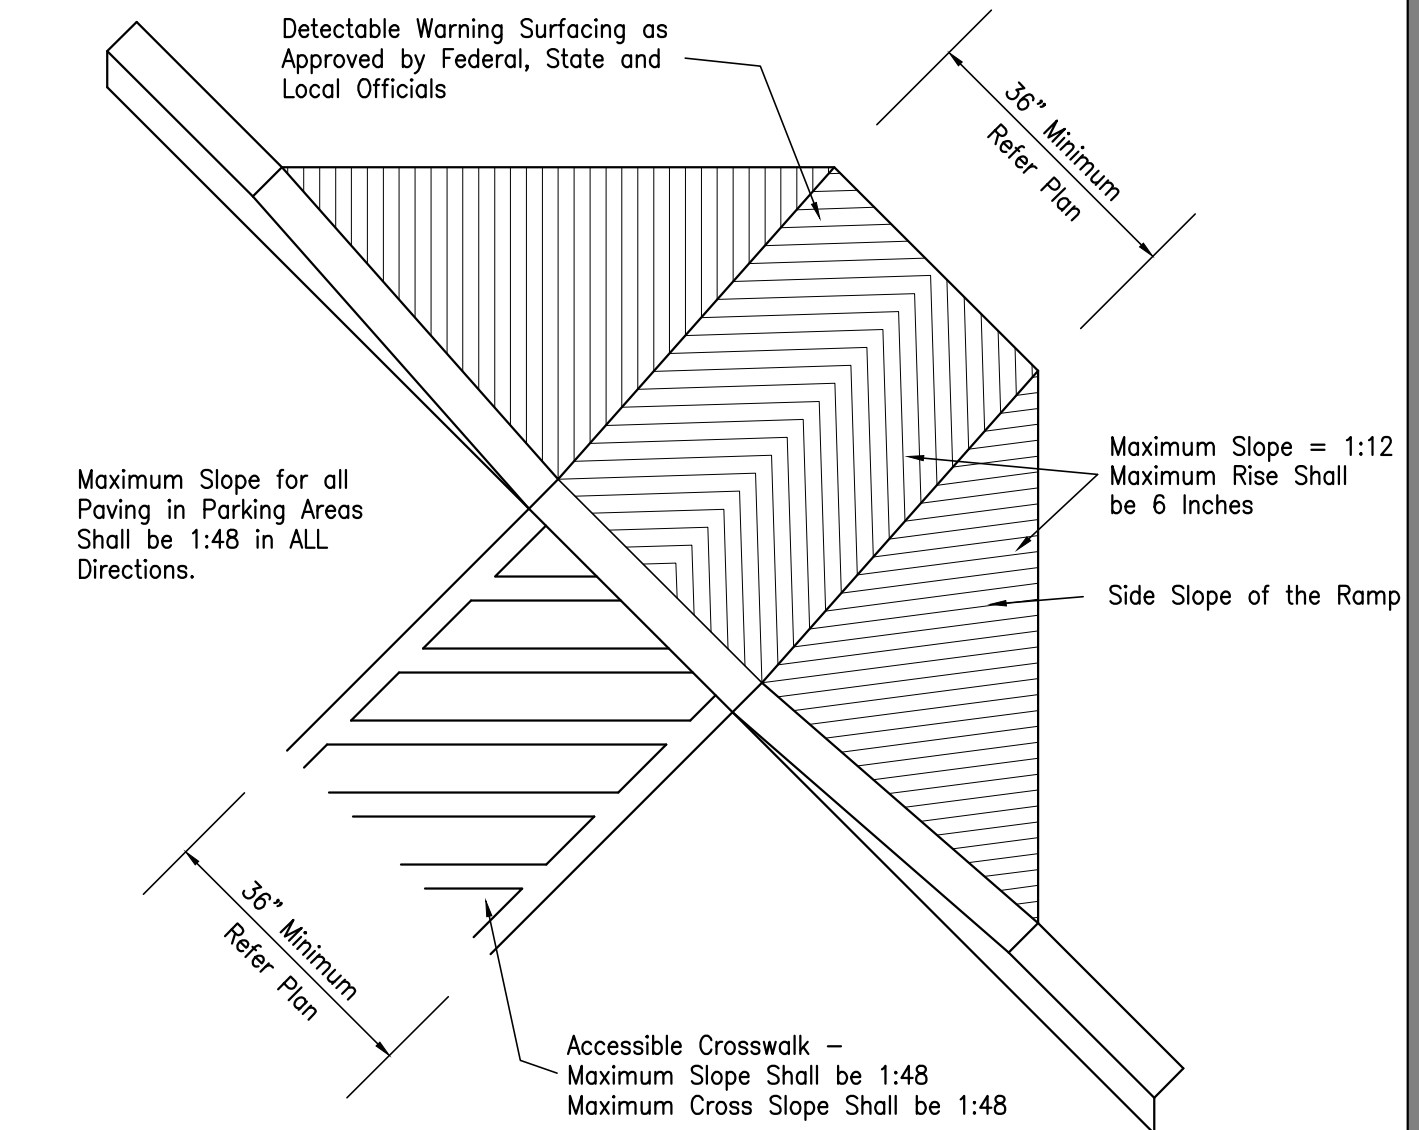 Detectable Warning Surfacing as
Approved by Federal, State and
Local Officials
36" Minimum
Refer Plan
Maximum Slope = 1:12
Maximum Rise Shall
be 6 Inches
Maximum Slope for all
Paving in Parking Areas
Shall be 1:48 in ALL
Directions.
Side Slope of the Ramp
36" Minimum
Refer Plan
Accessible Crosswalk –
Maximum Slope Shall be 1:48
Maximum Cross Slope Shall be 1:48